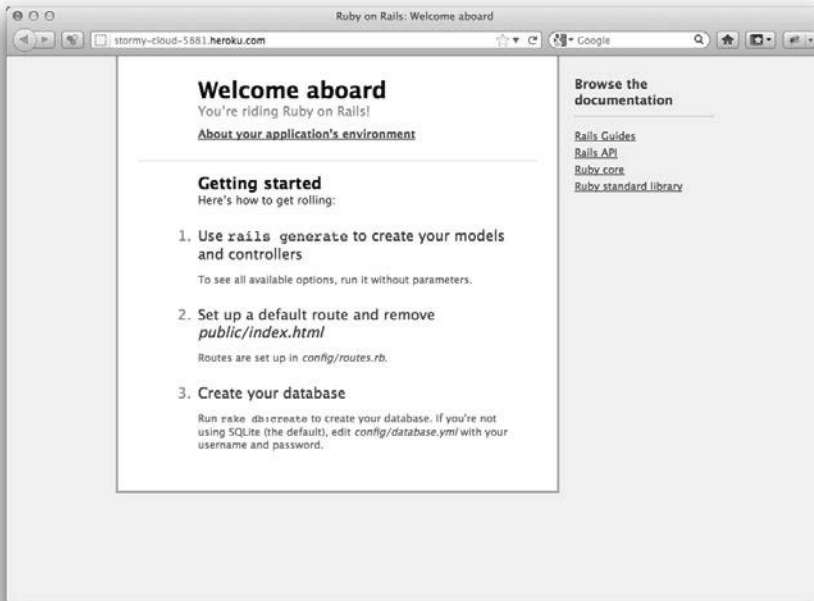 Ruby on Rails: Welcome aboard
stormy-cloud-5881.heroku.com
Google
Welcome aboard
You're riding Ruby on Rails!
About your application's environment
Getting started
Here's how to get rolling:
1. Use rails generate to create your models
and controllers
To see all available options, run it without parameters.
2. Set up a default route and remove
public/index.html
Routes are set up in config/routes.rb.
3. Create your database
Run rake db:create to create your database. If you're not
using SQLite (the default), edit config/database.yml with your
username and password.
Browse the
documentation
Rails Guides
Rails API
Ruby core
Ruby standard library